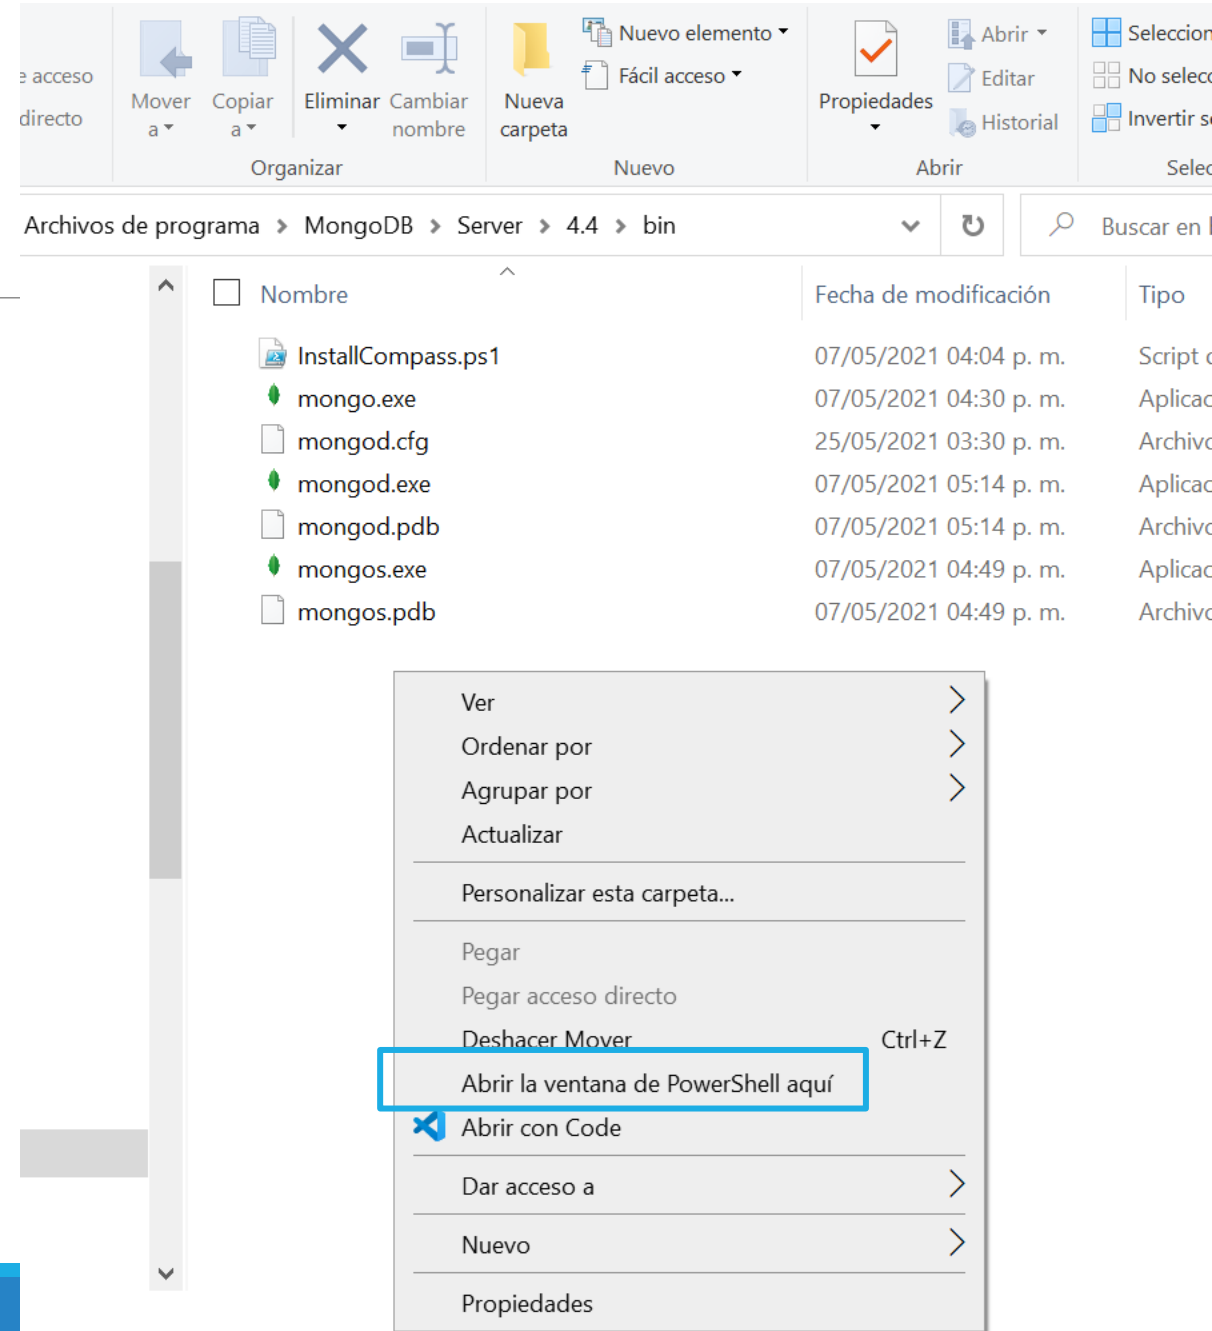 Nuevo elemento
Abrir
Fácil acceso
Editar
acceso
directo
Mover
a
Copiar
a
Eliminar
Cambiar
nombre
Nueva
carpeta
Propiedades
Historial
No
Invertir
Organizar
Nuevo
Abrir
Archivos de programa > MongoDB > Server > 4.4 > bin
Buscar en
Nombre Fecha de modificación Tipo
InstallCompass.ps1 07/05/2021 04:04 p. m. Script
mongo.exe 07/05/2021 04:30 p. m.
mongod.cfg 25/05/2021 03:30 p. m.
mongod.exe 07/05/2021 05:14 p. m.
mongod.pdb 07/05/2021 05:14 p. m.
mongos.exe 07/05/2021 04:49 p. m.
mongos.pdb 07/05/2021 04:49 p. m.
Ver
Ordenar por
Agrupar por
Actualizar
Personalizar esta carpeta...
Pegar
Pegar acceso directo
Deshacer Mover Ctrl+Z
Abrir la ventana de PowerShell aquí
Abrir con Code
Dar acceso a
Nuevo
Propiedades